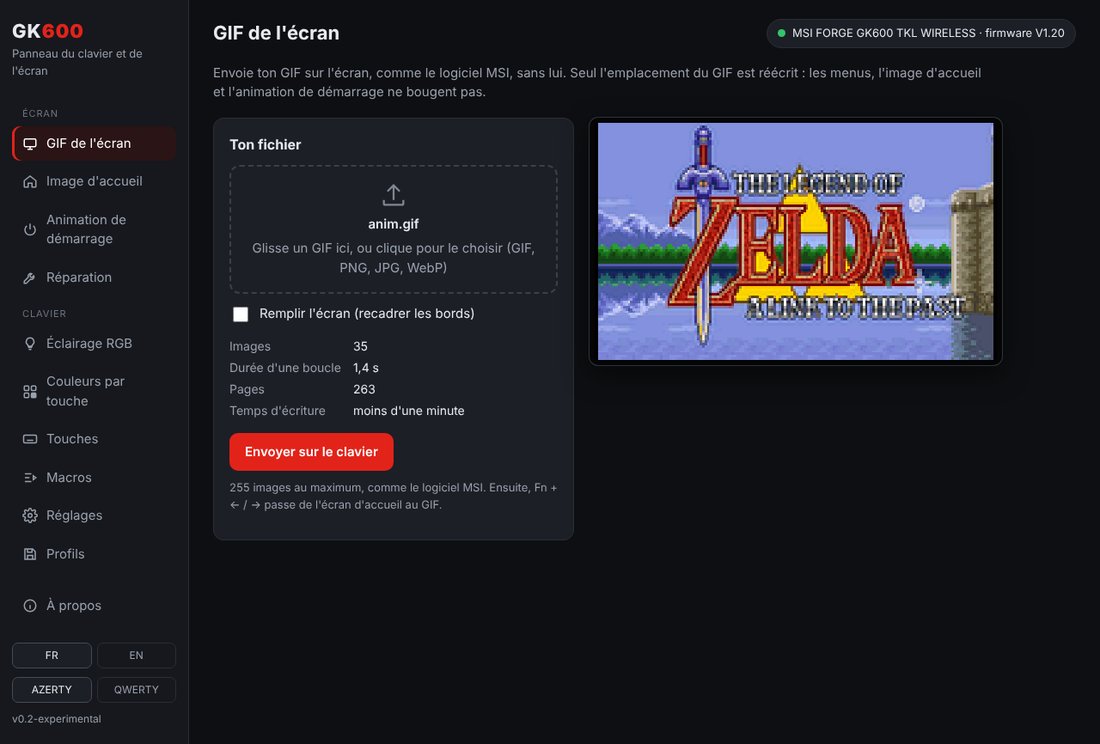 GK600
Panneau du clavier et de
l'écran
ÉCRAN
GIF de l'écran
Image d'accueil
Animation de
démarrage
Réparation
CLAVIER
Éclairage RGB
Couleurs par
touche
Touches
Macros
Réglages
Profils
À propos
FR
EN
AZERTY
QWERTY
v0.2-experimental
GIF de l'écran
MSI FORGE GK600 TKL WIRELESS · firmware V1.20
Envoie ton GIF sur l'écran, comme le logiciel MSI, sans lui. Seul l'emplacement du GIF est réécrit : les menus, l'image d'accueil
et l'animation de démarrage ne bougent pas.
Ton fichier
anim.gif
Glisse un GIF ici, ou clique pour le choisir (GIF,
PNG, JPG, WebP)
Remplir l'écran (recadrer les bords)
Images 35
Durée d'une boucle 1,4 s
Pages 263
Temps d'écriture moins d'une minute
Envoyer sur le clavier
255 images au maximum, comme le logiciel MSI. Ensuite, Fn +
← / → passe de l'écran d'accueil au GIF.
THE LEGEND OF
ZELDA
A LINK TO THE PAST